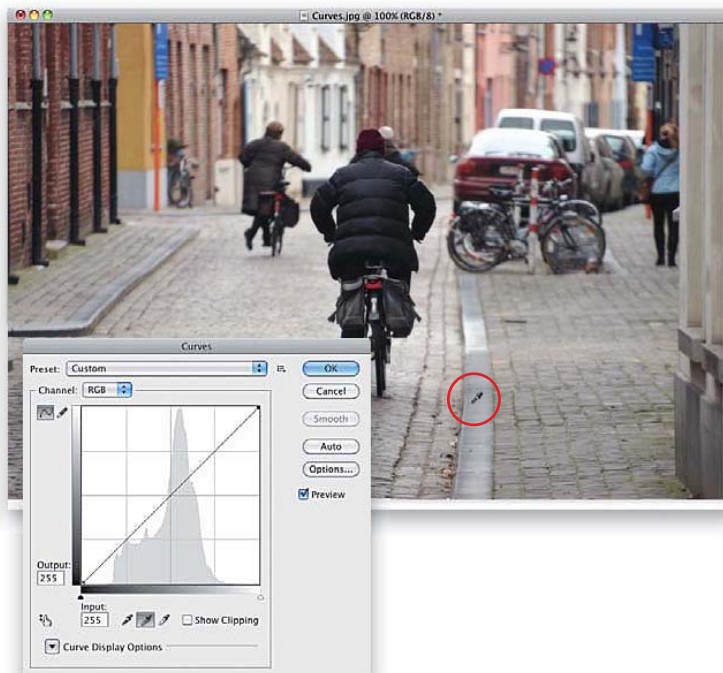 Curves.jpg @ 100% (RGB/8) *
Curves
Preset: Custom
OK
Channel: RGB
Cancel
Smooth
Auto
Options...
Preview
Output:
255
Input:
255
Show Clipping
Curve Display Options